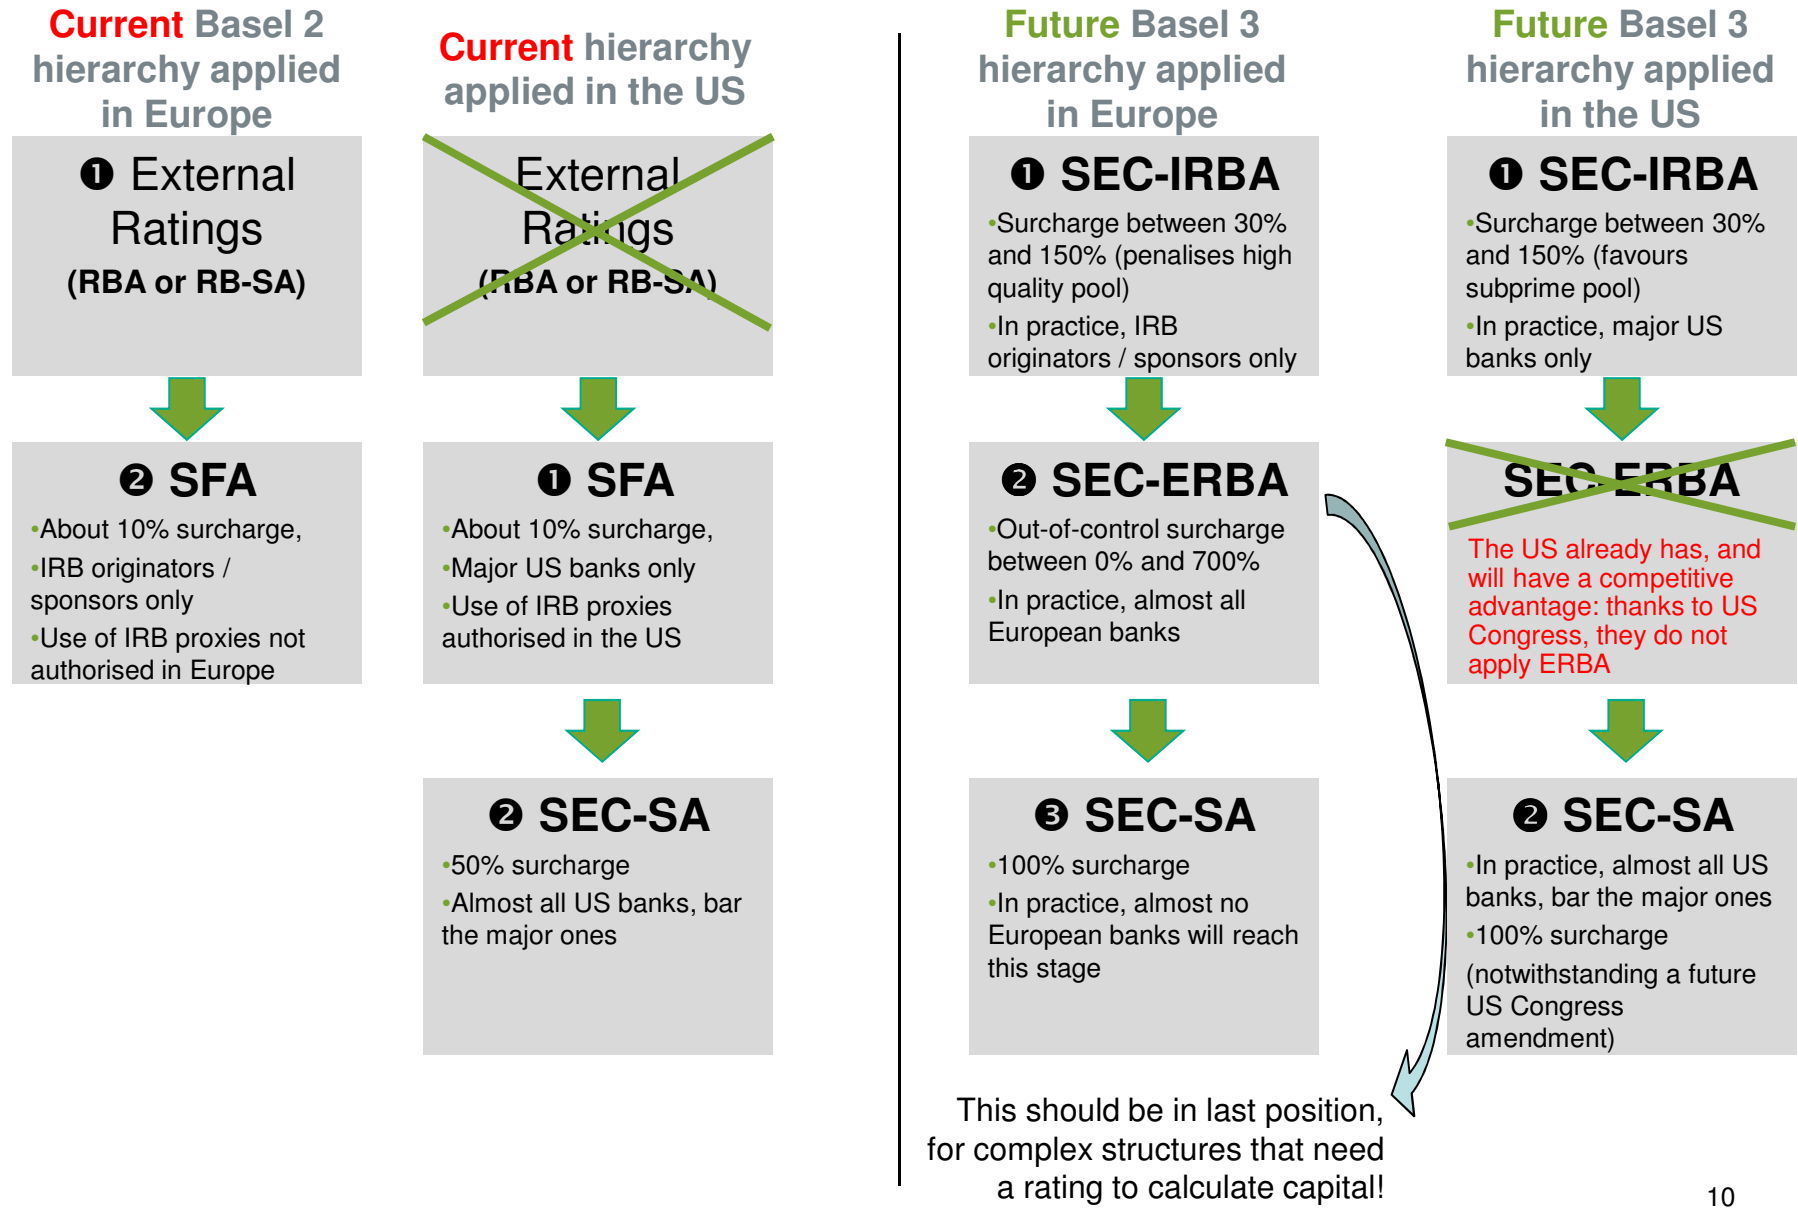 Current Basel 2
hierarchy applied
in Europe
❶ External
Ratings
(RBA or RB-SA)
❷ SFA
•About 10% surcharge,
•IRB originators /
sponsors only
•Use of IRB proxies not
authorised in Europe
Current hierarchy
applied in the US
External
Ratings
(RBA or RB-SA)
❶ SFA
•About 10% surcharge,
•Major US banks only
•Use of IRB proxies
authorised in the US
❷ SEC-SA
•50% surcharge
•Almost all US banks, bar
the major ones
Future Basel 3
hierarchy applied
in Europe
❶ SEC-IRBA
•Surcharge between 30%
and 150% (penalises high
quality pool)
•In practice, IRB
originators / sponsors only
❷ SEC-ERBA
•Out-of-control surcharge
between 0% and 700%
•In practice, almost all
European banks
❸ SEC-SA
•100% surcharge
•In practice, almost no
European banks will reach
this stage
This should be in last position,
for complex structures that need
a rating to calculate capital!
Future Basel 3
hierarchy applied
in the US
❶ SEC-IRBA
•Surcharge between 30%
and 150% (favours
subprime pool)
•In practice, major US
banks only
SEC-ERBA
The US already has, and
will have a competitive
advantage: thanks to US
Congress, they do not
apply ERBA
❷ SEC-SA
•In practice, almost all US
banks, bar the major ones
•100% surcharge
(notwithstanding a future
US Congress
amendment)
10